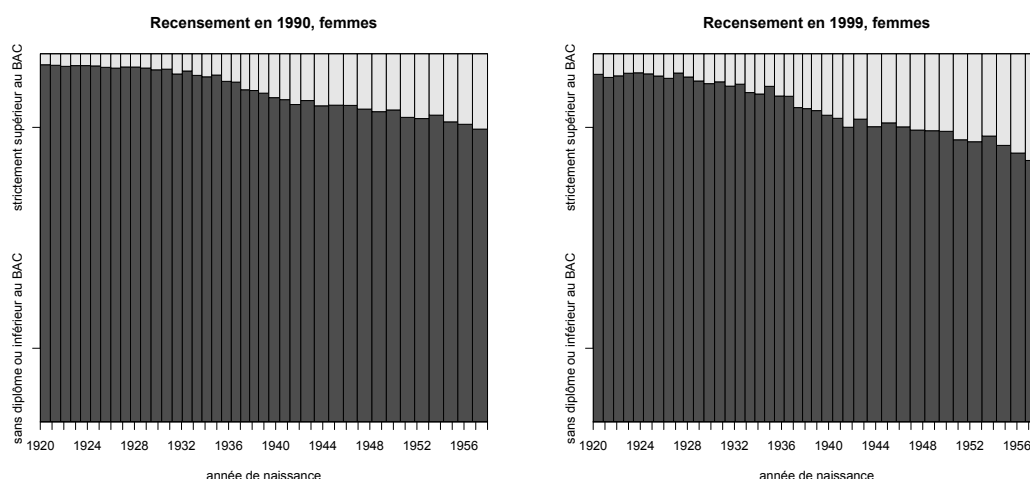 Recensement en 1990, femmes
strictement supérieur au BAC
sans diplôme ou inférieur au BAC
1920 1924 1928 1932 1936 1940 1944 1948 1952 1956
année de naissance
Recensement en 1999, femmes
strictement supérieur au BAC
sans diplôme ou inférieur au BAC
1920 1924 1928 1932 1936 1940 1944 1948 1952 1956
année de naissance